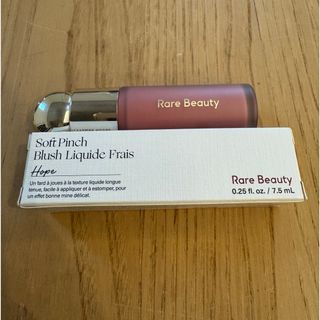 Rare Beauty
Soft Pinch
Blush Liquide Frais
Hope
Un fard à joues à la texture liquide longue
tenue, facile à appliquer et à estomper, pour
un effet bonne mine délicat.
Rare Beauty
0.25 fl. oz. / 7.5 mL